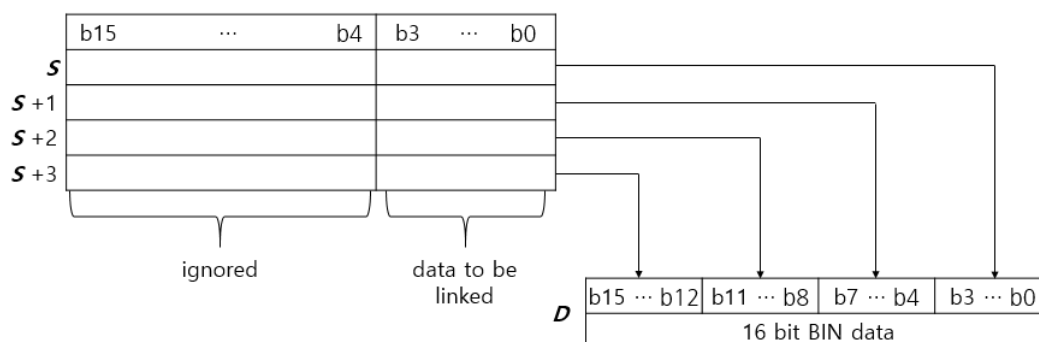 b15 ··· b4 b3 ··· b0
S
S +1
S +2
S +3
ignored data to be
linked
b15 ··· b12 b11 ··· b8 b7 ··· b4 b3 ··· b0
D
16 bit BIN data